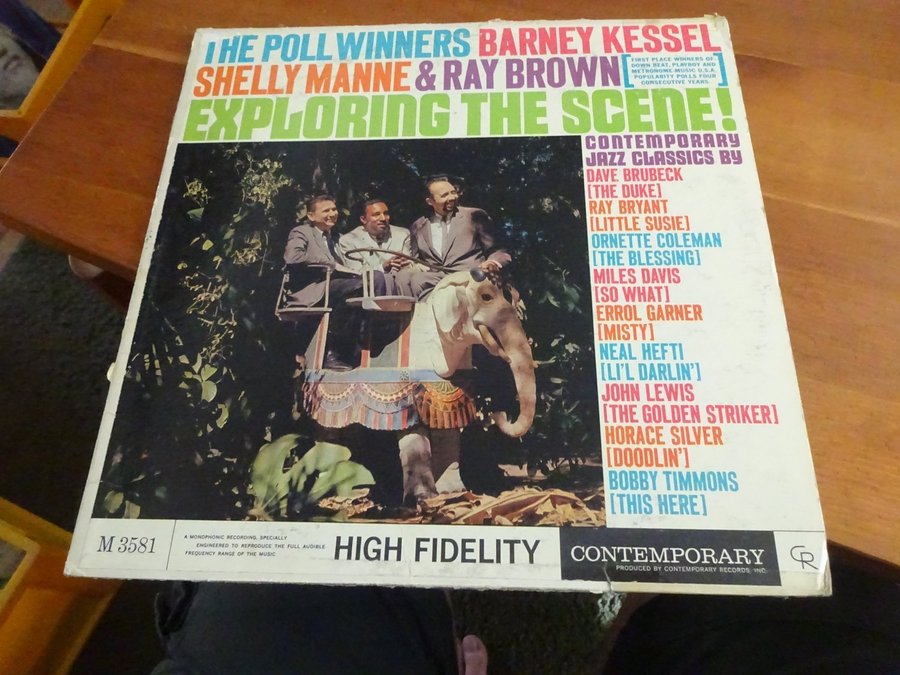 THE POLL WINNERS BARNEY KESSEL
SHELLY MANNE & RAY BROWN
[FIRST PLACE WINNERS OF
DOWN BEAT, PLAYBOY AND
METRONOME-MUSIC U.S.A.
POPULARITY POLLS FOUR
CONSECUTIVE YEARS]
EXPLORING THE SCENE!
CONTEMPORARY
JAZZ CLASSICS BY
DAVE BRUBECK
[THE DUKE]
RAY BRYANT
[LITTLE SUSIE]
ORNETTE COLEMAN
[THE BLESSING]
MILES DAVIS
[SO WHAT]
ERROL GARNER
[MISTY]
NEAL HEFTI
[LI'L DARLIN']
JOHN LEWIS
[THE GOLDEN STRIKER]
HORACE SILVER
[DOODLIN']
BOBBY TIMMONS
[THIS HERE]
M 3581
A MONOPHONIC RECORDING, SPECIALLY
ENGINEERED TO REPRODUCE THE FULL AUDIBLE
FREQUENCY RANGE OF THE MUSIC
HIGH FIDELITY
CONTEMPORARY
PRODUCED BY CONTEMPORARY RECORDS, INC.
CR